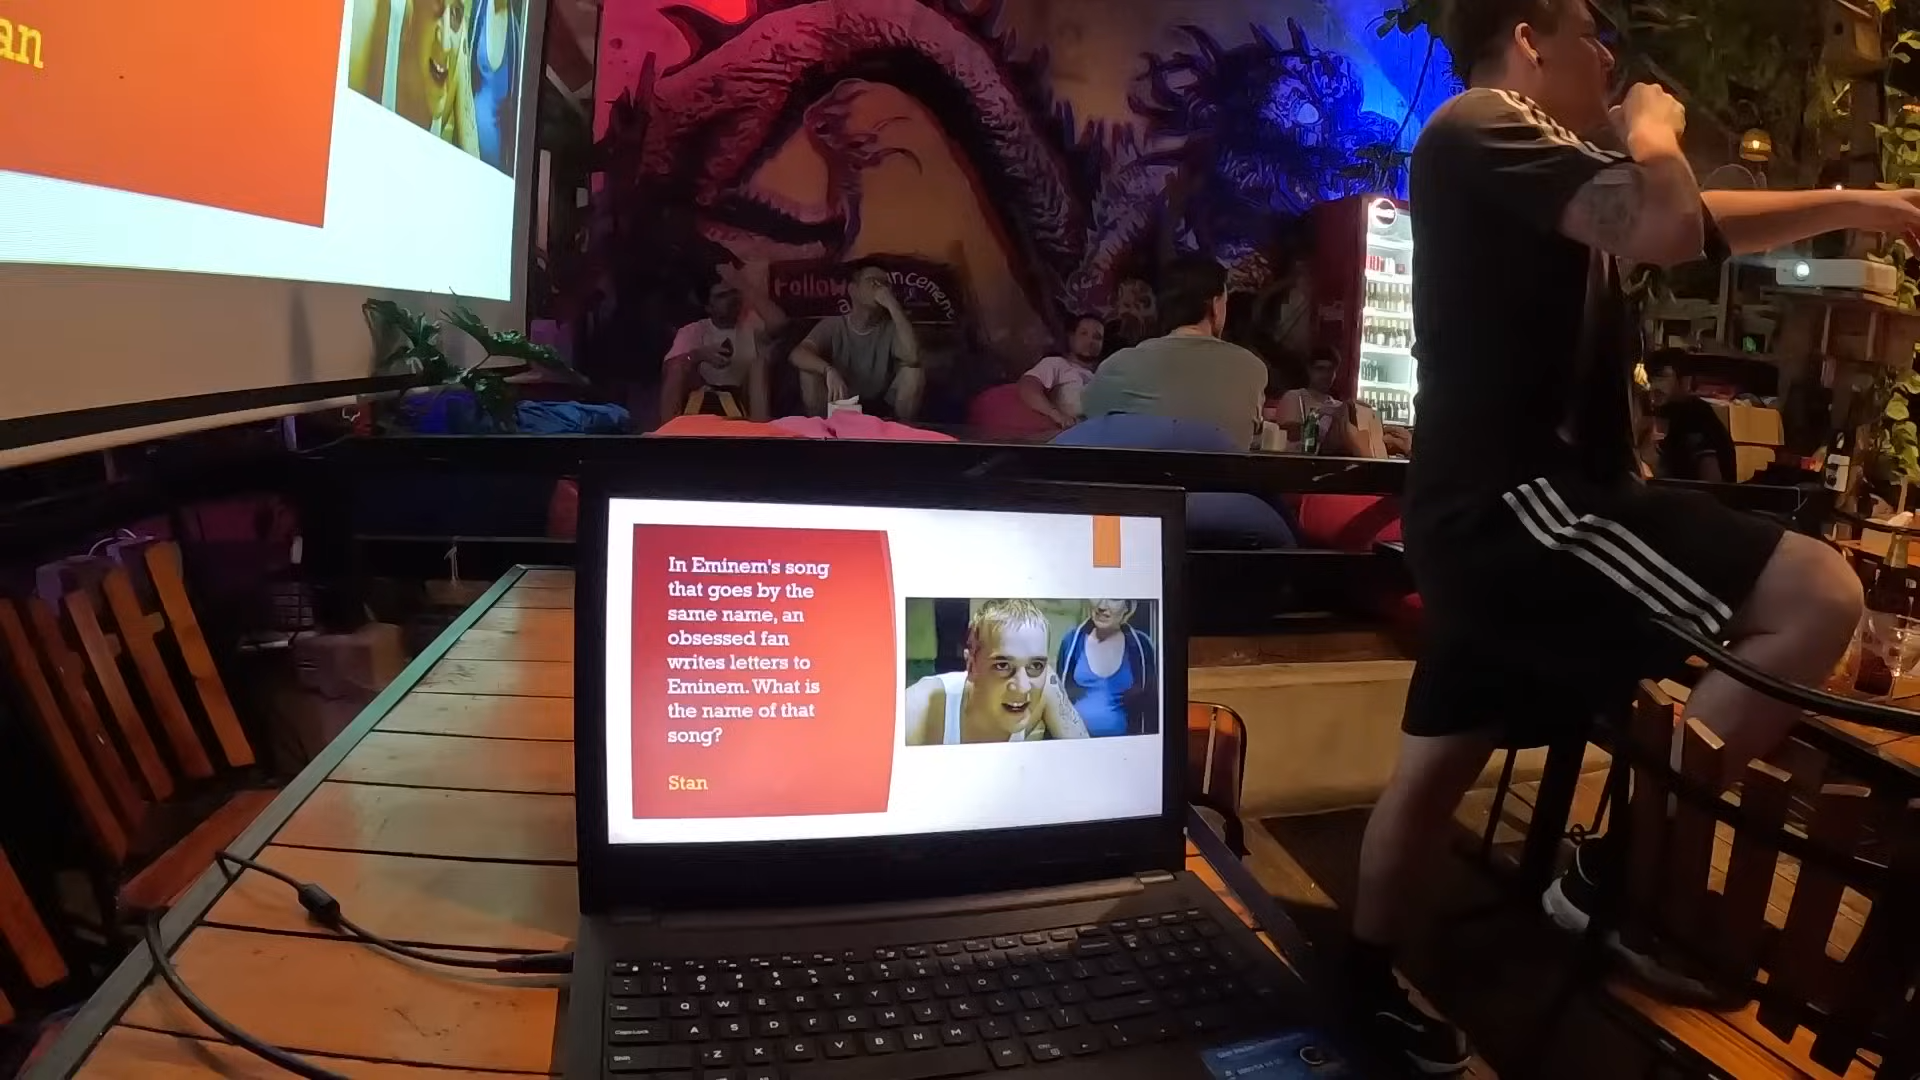 an
Follow
ancement
In Eminem's song
that goes by the
same name, an
obsessed fan
writes letters to
Eminem. What is
the name of that
song?
Stan
Q W E R T Y U I O P
A S D F G H J K L
Z X C V B N M